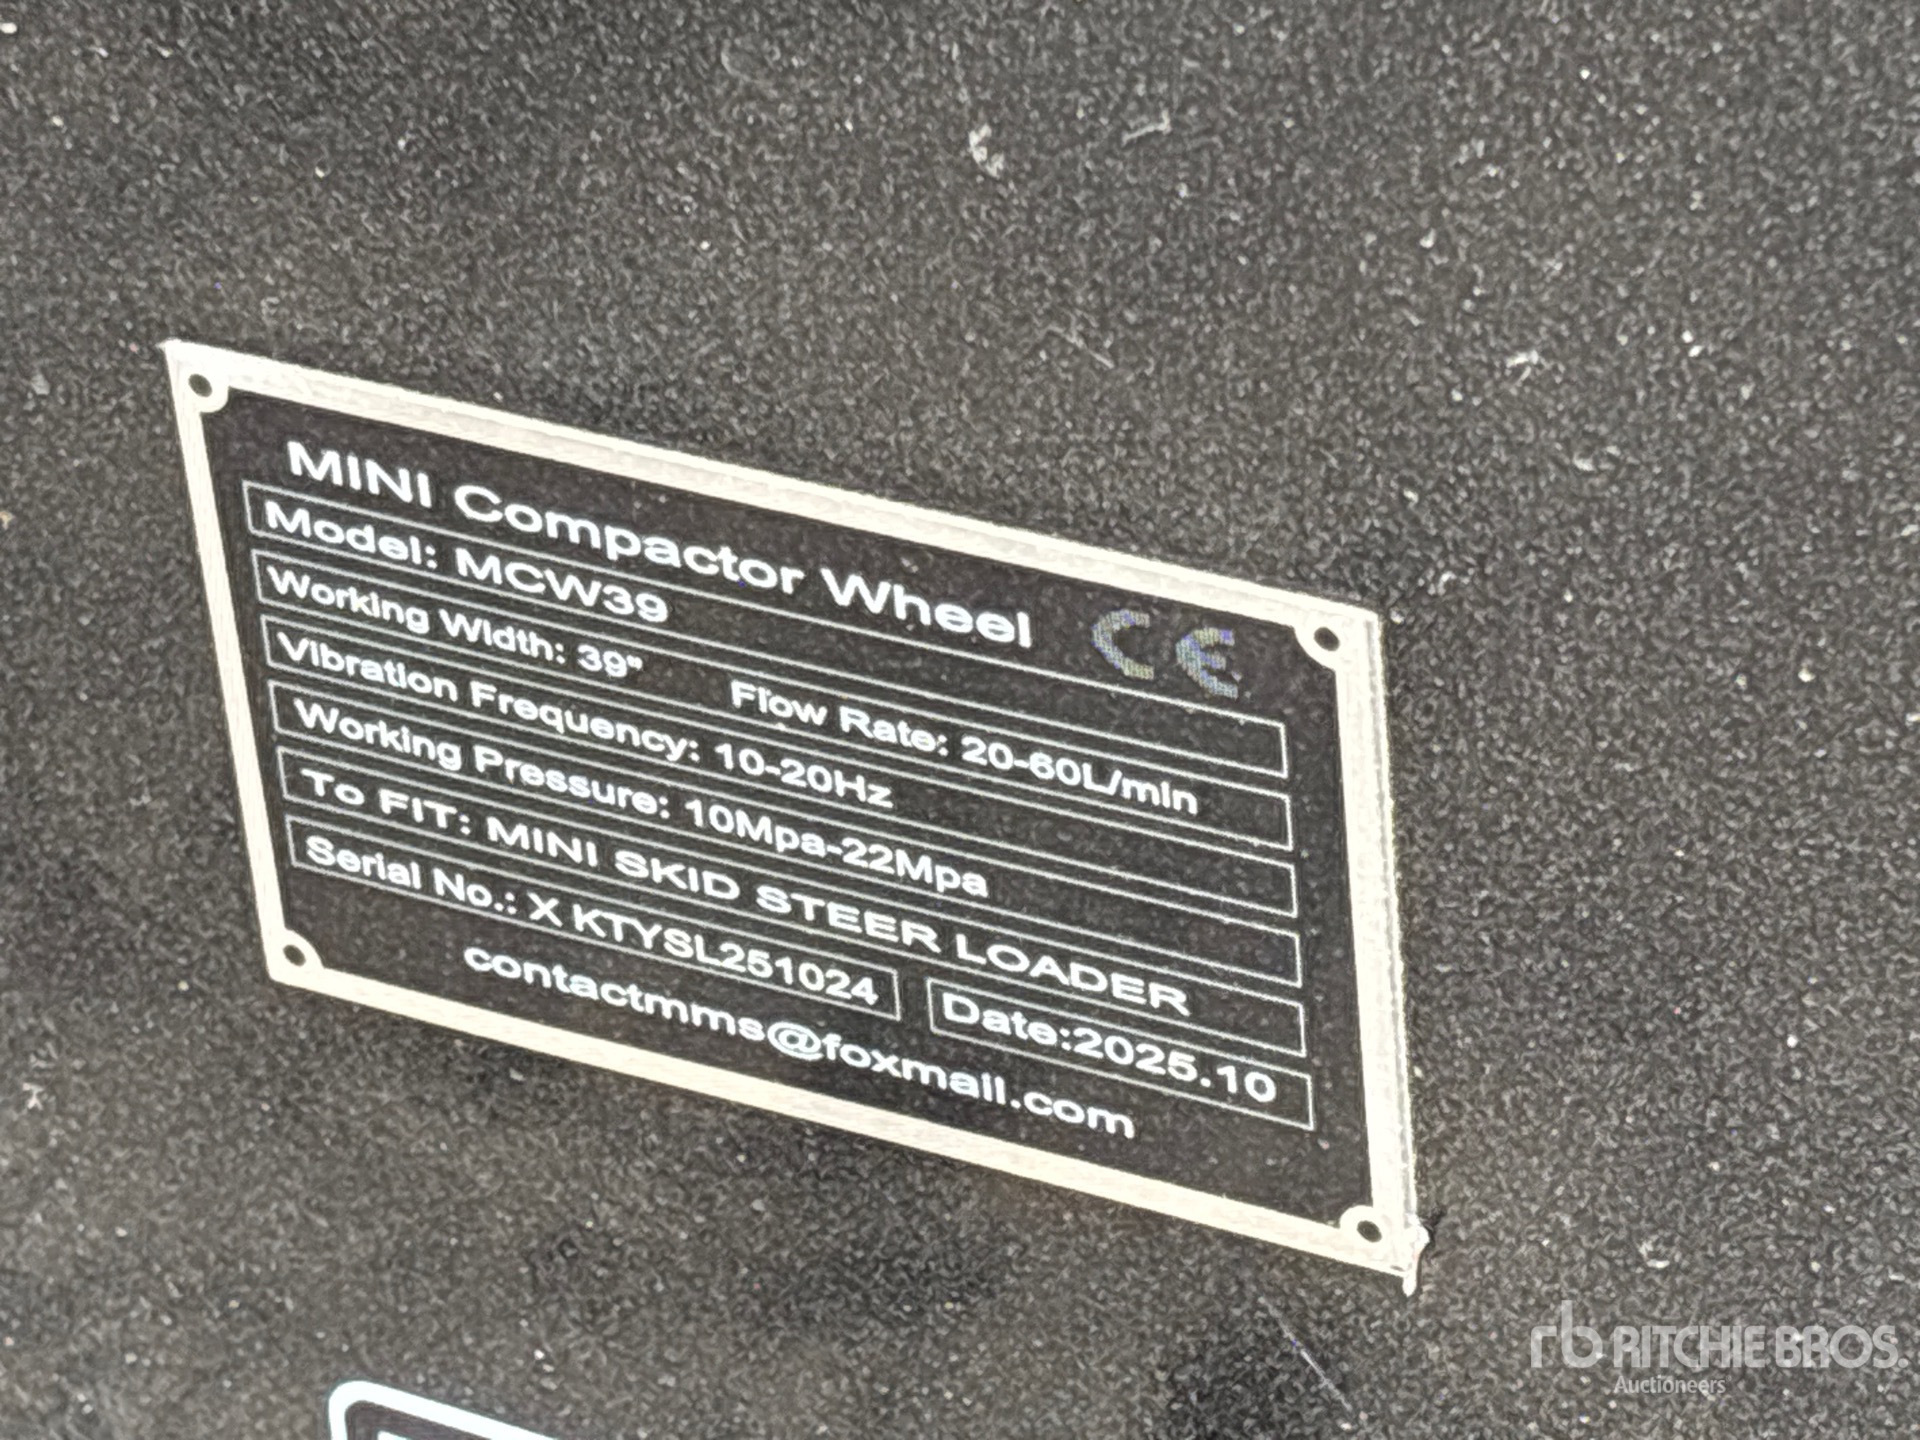 MINI Compactor Wheel CE
Model: MCW39
Working Width: 39" Flow Rate: 20-60L/min
Vibration Frequency: 10-20Hz
Working Pressure: 10Mpa-22Mpa
To FIT: MINI SKID STEER LOADER
Serial No.: X KTYSL251024 Date:2025.10
contactmms@foxmail.com
rb RITCHIE BROS.
Auctioneers